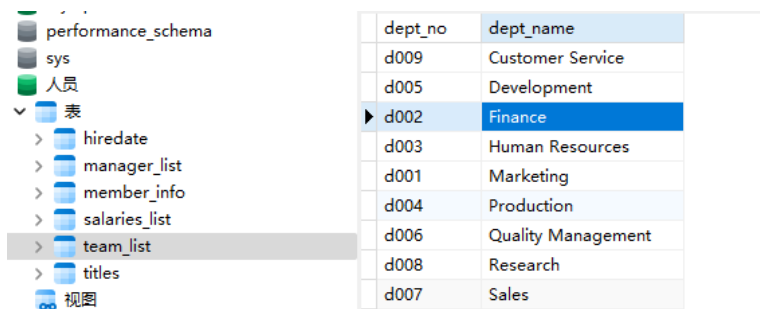 performance_schema
sys
人员
表
hiredate
manager_list
member_info
salaries_list
team_list
titles
视图
dept_no dept_name
d009 Customer Service
d005 Development
d002 Finance
d003 Human Resources
d001 Marketing
d004 Production
d006 Quality Management
d008 Research
d007 Sales